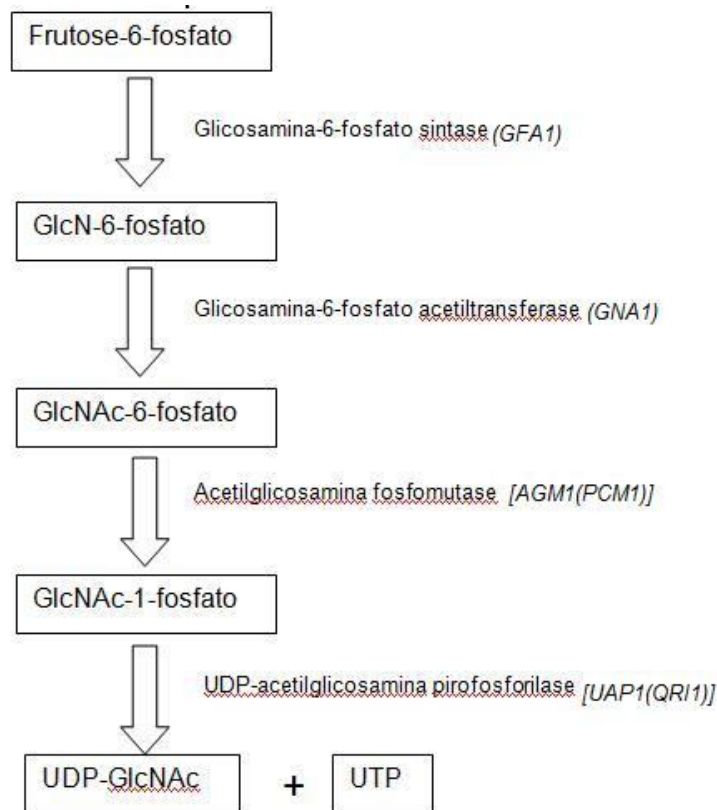 Frutose-6-fosfato
Glicosamina-6-fosfato sintase (GFA1)
GlcN-6-fosfato
Glicosamina-6-fosfato acetiltransferase (GNA1)
GlcNAc-6-fosfato
Acetilglicosamina fosfomutase [AGM1(PCM1)]
GlcNAc-1-fosfato
UDP-acetilglicosamina pirofosforilase [UAP1(QRI1)]
UDP-GlcNAc + UTP